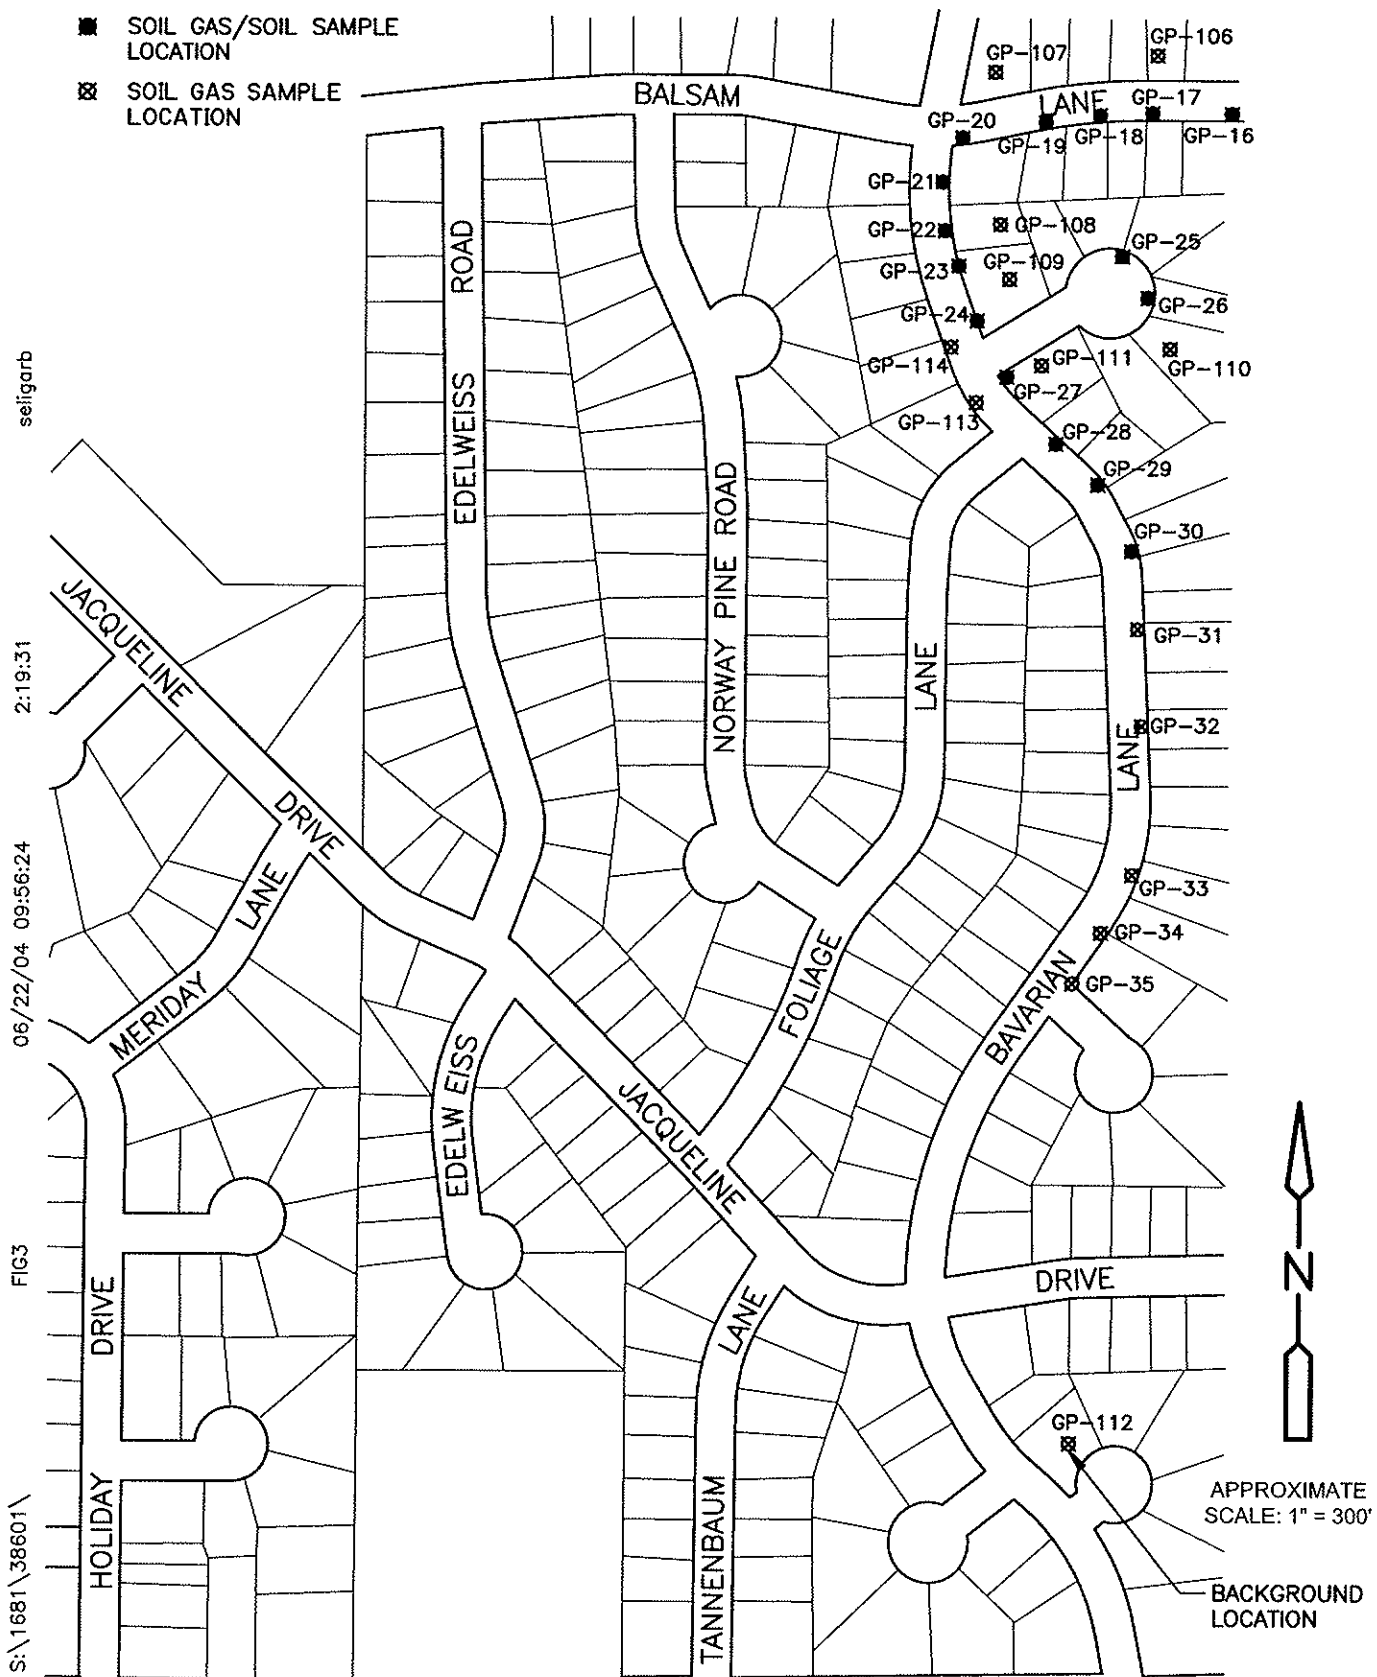 SOIL GAS/SOIL SAMPLE
LOCATION
SOIL GAS SAMPLE
LOCATION
BALSAM
LANE
GP-107
GP-106
GP-17
GP-20
GP-19
GP-18
GP-16
GP-21
GP-22
GP-108
GP-25
GP-23
GP-109
GP-26
GP-24
GP-114
GP-111
GP-110
GP-27
GP-113
GP-28
GP-29
GP-30
GP-31
GP-32
GP-33
GP-34
GP-35
EDELWEISS
ROAD
NORWAY PINE ROAD
LANE
LANE
JACQUELINE
DRIVE
LANE
MERIDAY
FOLIAGE
BAVARIAN
EDELW EISS
JACQUELINE
DRIVE
HOLIDAY
DRIVE
LANE
TANNENBAUM
GP-112
N
APPROXIMATE
SCALE: 1" = 300'
BACKGROUND
LOCATION
S:\1681\38601\ FIG3 06/22/04 09:56:24 2:19:31 seligarb